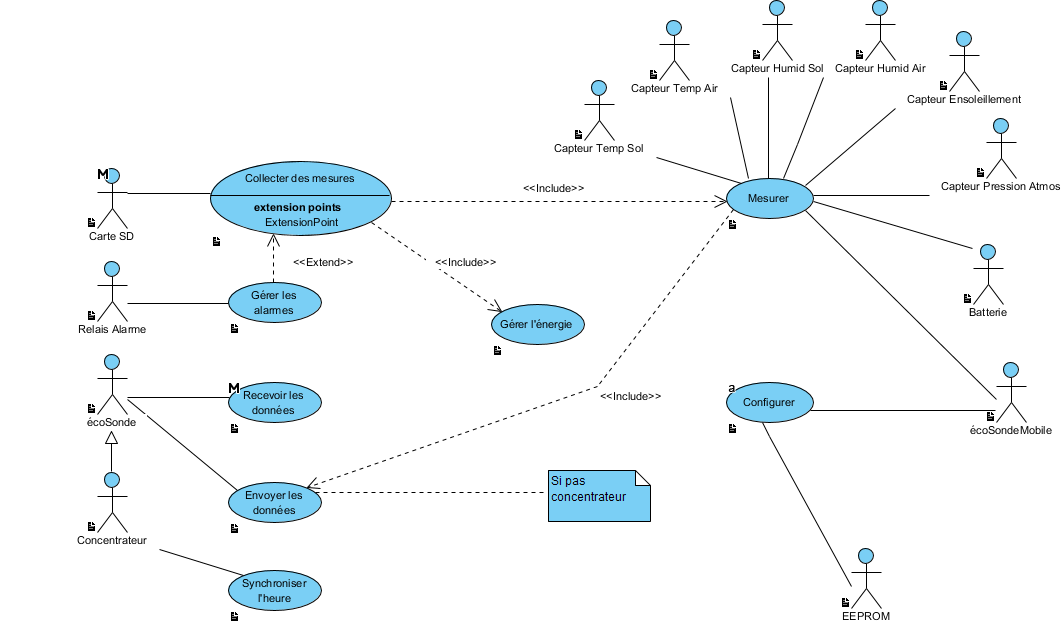 Capteur Humid Sol
Capteur Humid Air
Capteur Temp Air
Capteur Ensoleillement
Capteur Temp Sol
Capteur Pression Atmos
M
Carte SD
Collecter des mesures
extension points
ExtensionPoint
<<Include>>
Mesurer
<<Extend>>
<<Include>>
Relais Alarme
Gérer les
alarmes
Gérer l'énergie
Batterie
écoSonde
M
Recevoir les
données
<<Include>>
a
Configurer
écoSondeMobile
Concentrateur
Envoyer les
données
Si pas
concentrateur
Synchroniser
l'heure
EEPROM